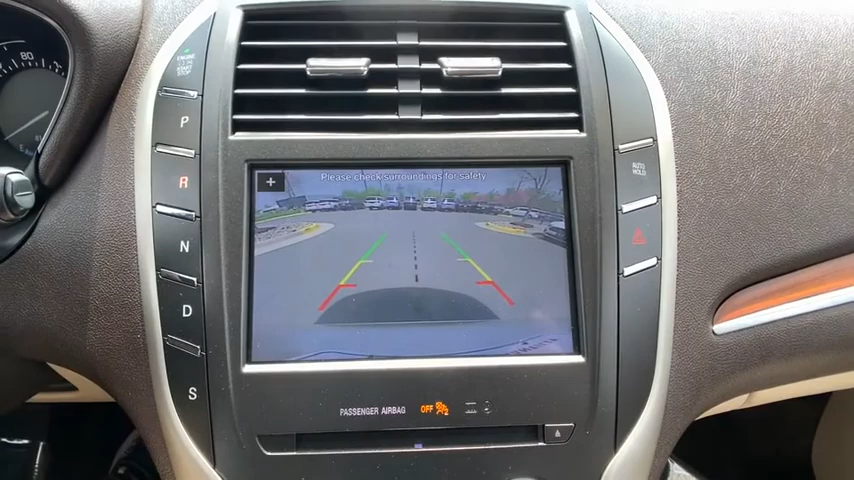 80
ENGINE
START
STOP
P
R
N
D
S
+
Please check surroundings for safety
AUTO
HOLD
PASSENGER AIRBAG
OFF